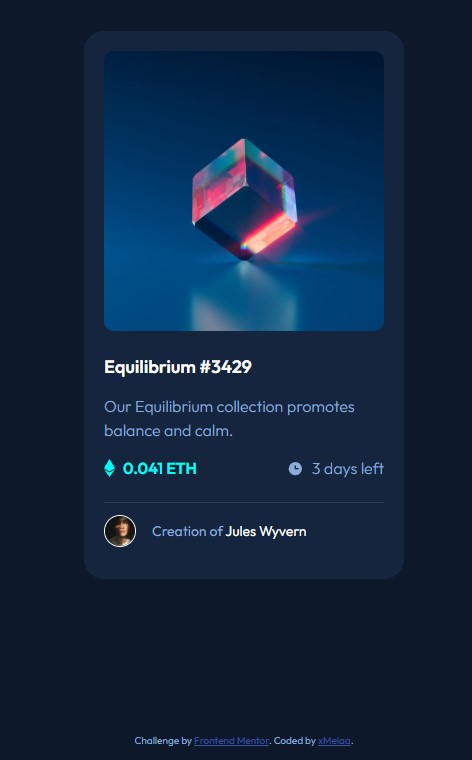 Equilibrium #3429
Our Equilibrium collection promotes
balance and calm.
0.041 ETH 3 days left
Creation of Jules Wyvern
Challenge by Frontend Mentor. Coded by xMelaa.